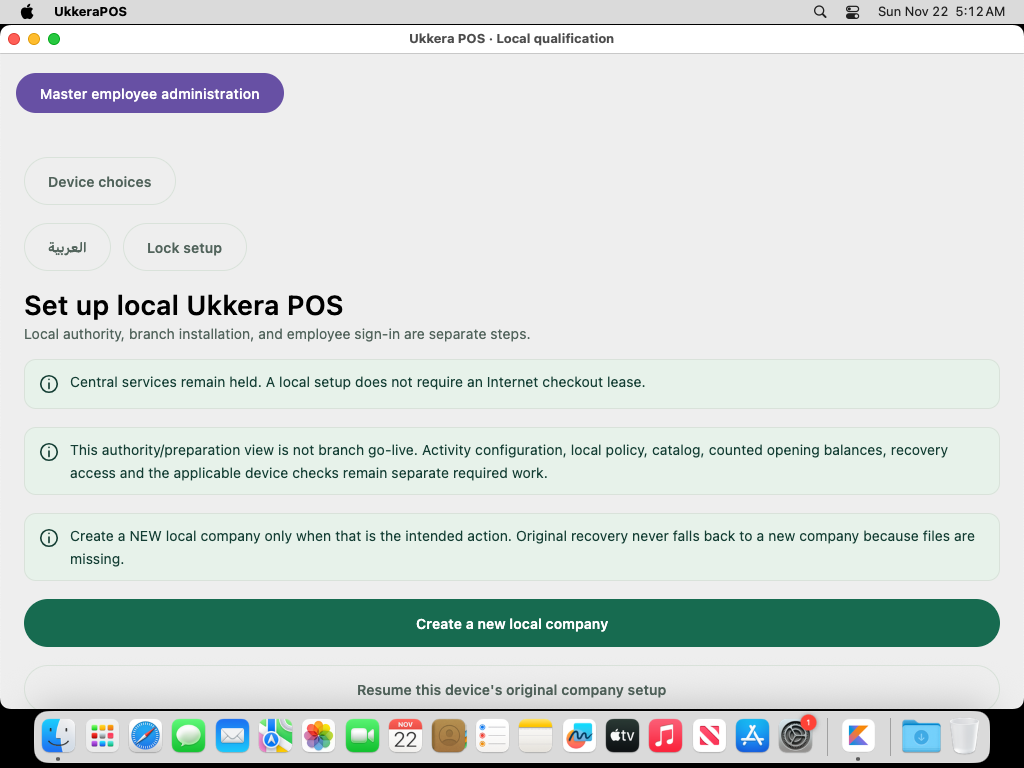 UkkeraPOS
Sun Nov 22 5:12 AM
Ukkera POS · Local qualification
Master employee administration
Device choices
العربية
Lock setup
Set up local Ukkera POS
Local authority, branch installation, and employee sign-in are separate steps.
Central services remain held. A local setup does not require an Internet checkout lease.
This authority/preparation view is not branch go-live. Activity configuration, local policy, catalog, counted opening balances, recovery
access and the applicable device checks remain separate required work.
Create a NEW local company only when that is the intended action. Original recovery never falls back to a new company because files are
missing.
Create a new local company
Resume this device's original company setup
NOV
22
tv
1